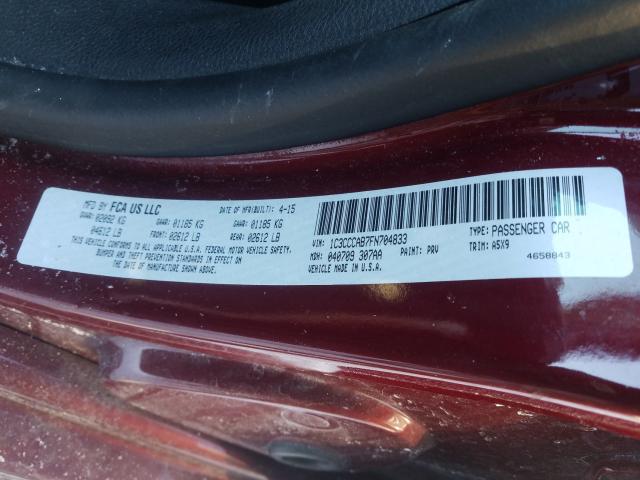 MFD BY FCA US LLC DATE OF MFR(BUILT): 4-15
GAWR: 01185 KG GAWR: 01185 KG
04612 LB FRONT: 02612 LB REAR: 02612 LB
THIS VEHICLE CONFORMS TO ALL APPLICABLE U.S.A. FEDERAL MOTOR VEHICLE SAFETY,
BUMPER AND THEFT PREVENTION STANDARDS IN EFFECT ON
THE DATE OF MANUFACTURE SHOWN ABOVE.
VIN: 1C3CCCAB7FN704833 TYPE: PASSENGER CAR
MDH: 040709 307AA PAINT: PRV TRIM: A5X9
VEHICLE MADE IN U.S.A. 4658843